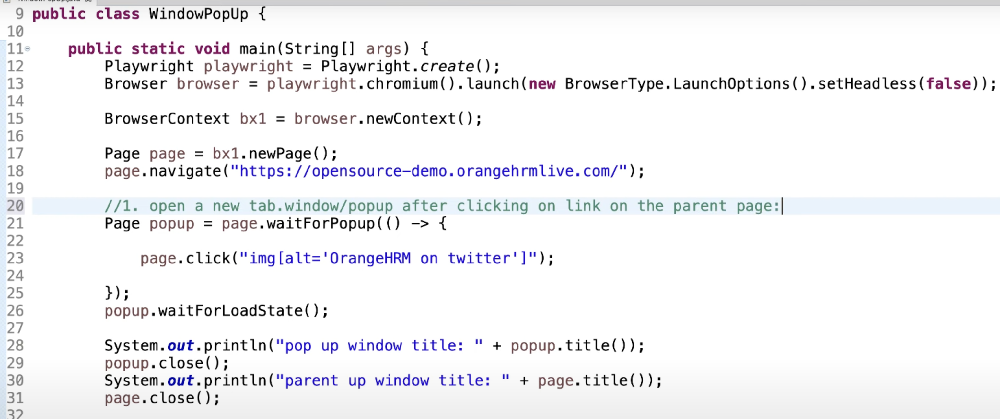 9 public class WindowPopUp {
10
11 public static void main(String[] args) {
12 Playwright playwright = Playwright.create();
13 Browser browser = playwright.chromium().launch(new BrowserType.LaunchOptions().setHeadless(false));
14
15 BrowserContext bx1 = browser.newContext();
16
17 Page page = bx1.newPage();
18 page.navigate("https://opensource-demo.orangehrmlive.com/");
19
20 //1. open a new tab.window/popup after clicking on link on the parent page:
21 Page popup = page.waitForPopup(() -> {
22
23 page.click("img[alt='OrangeHRM on twitter']");
24
25 });
26 popup.waitForLoadState();
27
28 System.out.println("pop up window title: " + popup.title());
29 popup.close();
30 System.out.println("parent up window title: " + page.title());
31 page.close();
32